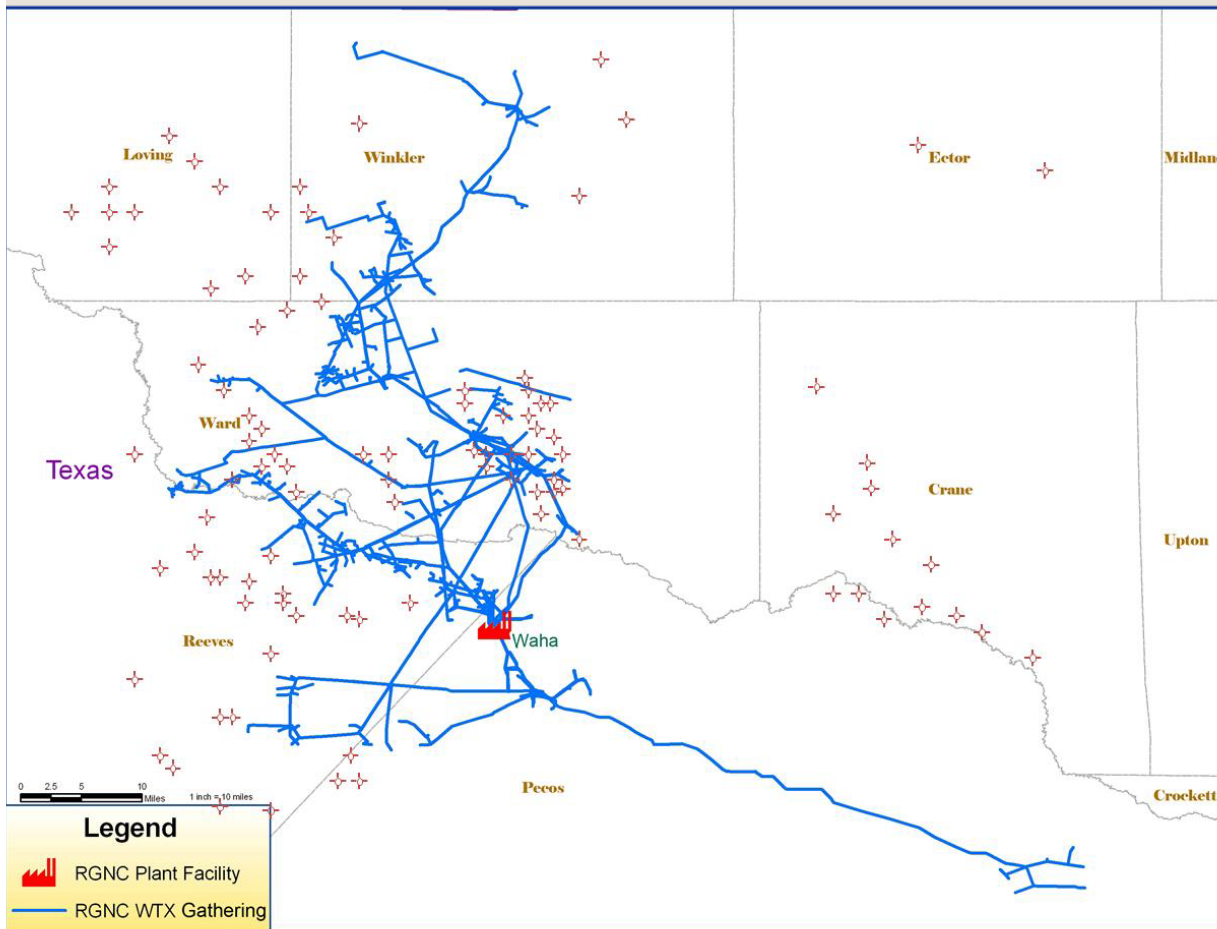 Loving
Winkler
Ector
Midlan
Ward
Texas
Crane
Upton
Reeves
Waha
Pecos
Crockett
0 2.5 5 10
Miles
1 inch = 10 miles
Legend
RGNC Plant Facility
RGNC WTX Gathering